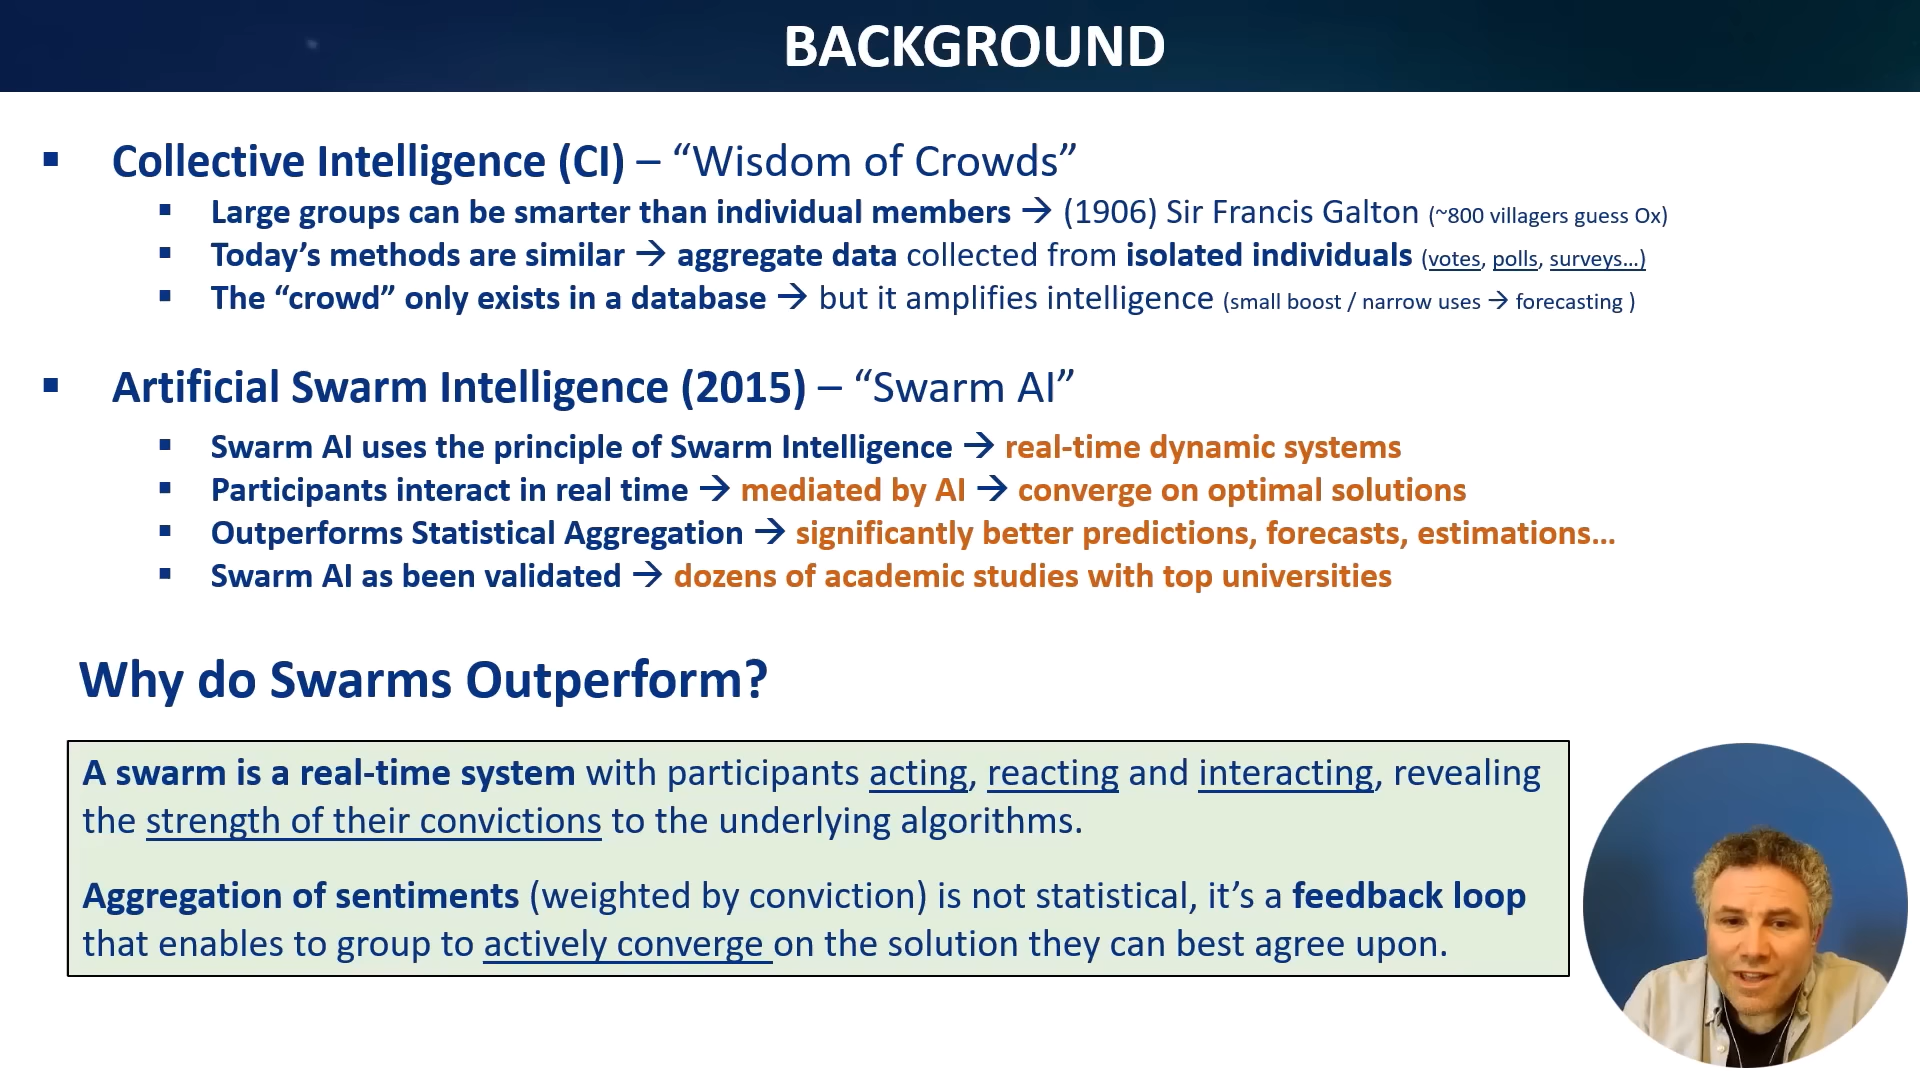 BACKGROUND
▪ Collective Intelligence (CI) – “Wisdom of Crowds”
▪ Large groups can be smarter than individual members → (1906) Sir Francis Galton (~800 villagers guess Ox)
▪ Today’s methods are similar → aggregate data collected from isolated individuals (votes, polls, surveys…)
▪ The “crowd” only exists in a database → but it amplifies intelligence (small boost / narrow uses → forecasting )
▪ Artificial Swarm Intelligence (2015) – “Swarm AI”
▪ Swarm AI uses the principle of Swarm Intelligence → real-time dynamic systems
▪ Participants interact in real time → mediated by AI → converge on optimal solutions
▪ Outperforms Statistical Aggregation → significantly better predictions, forecasts, estimations…
▪ Swarm AI as been validated → dozens of academic studies with top universities
Why do Swarms Outperform?
A swarm is a real-time system with participants acting, reacting and interacting, revealing
the strength of their convictions to the underlying algorithms.
Aggregation of sentiments (weighted by conviction) is not statistical, it’s a feedback loop
that enables to group to actively converge on the solution they can best agree upon.